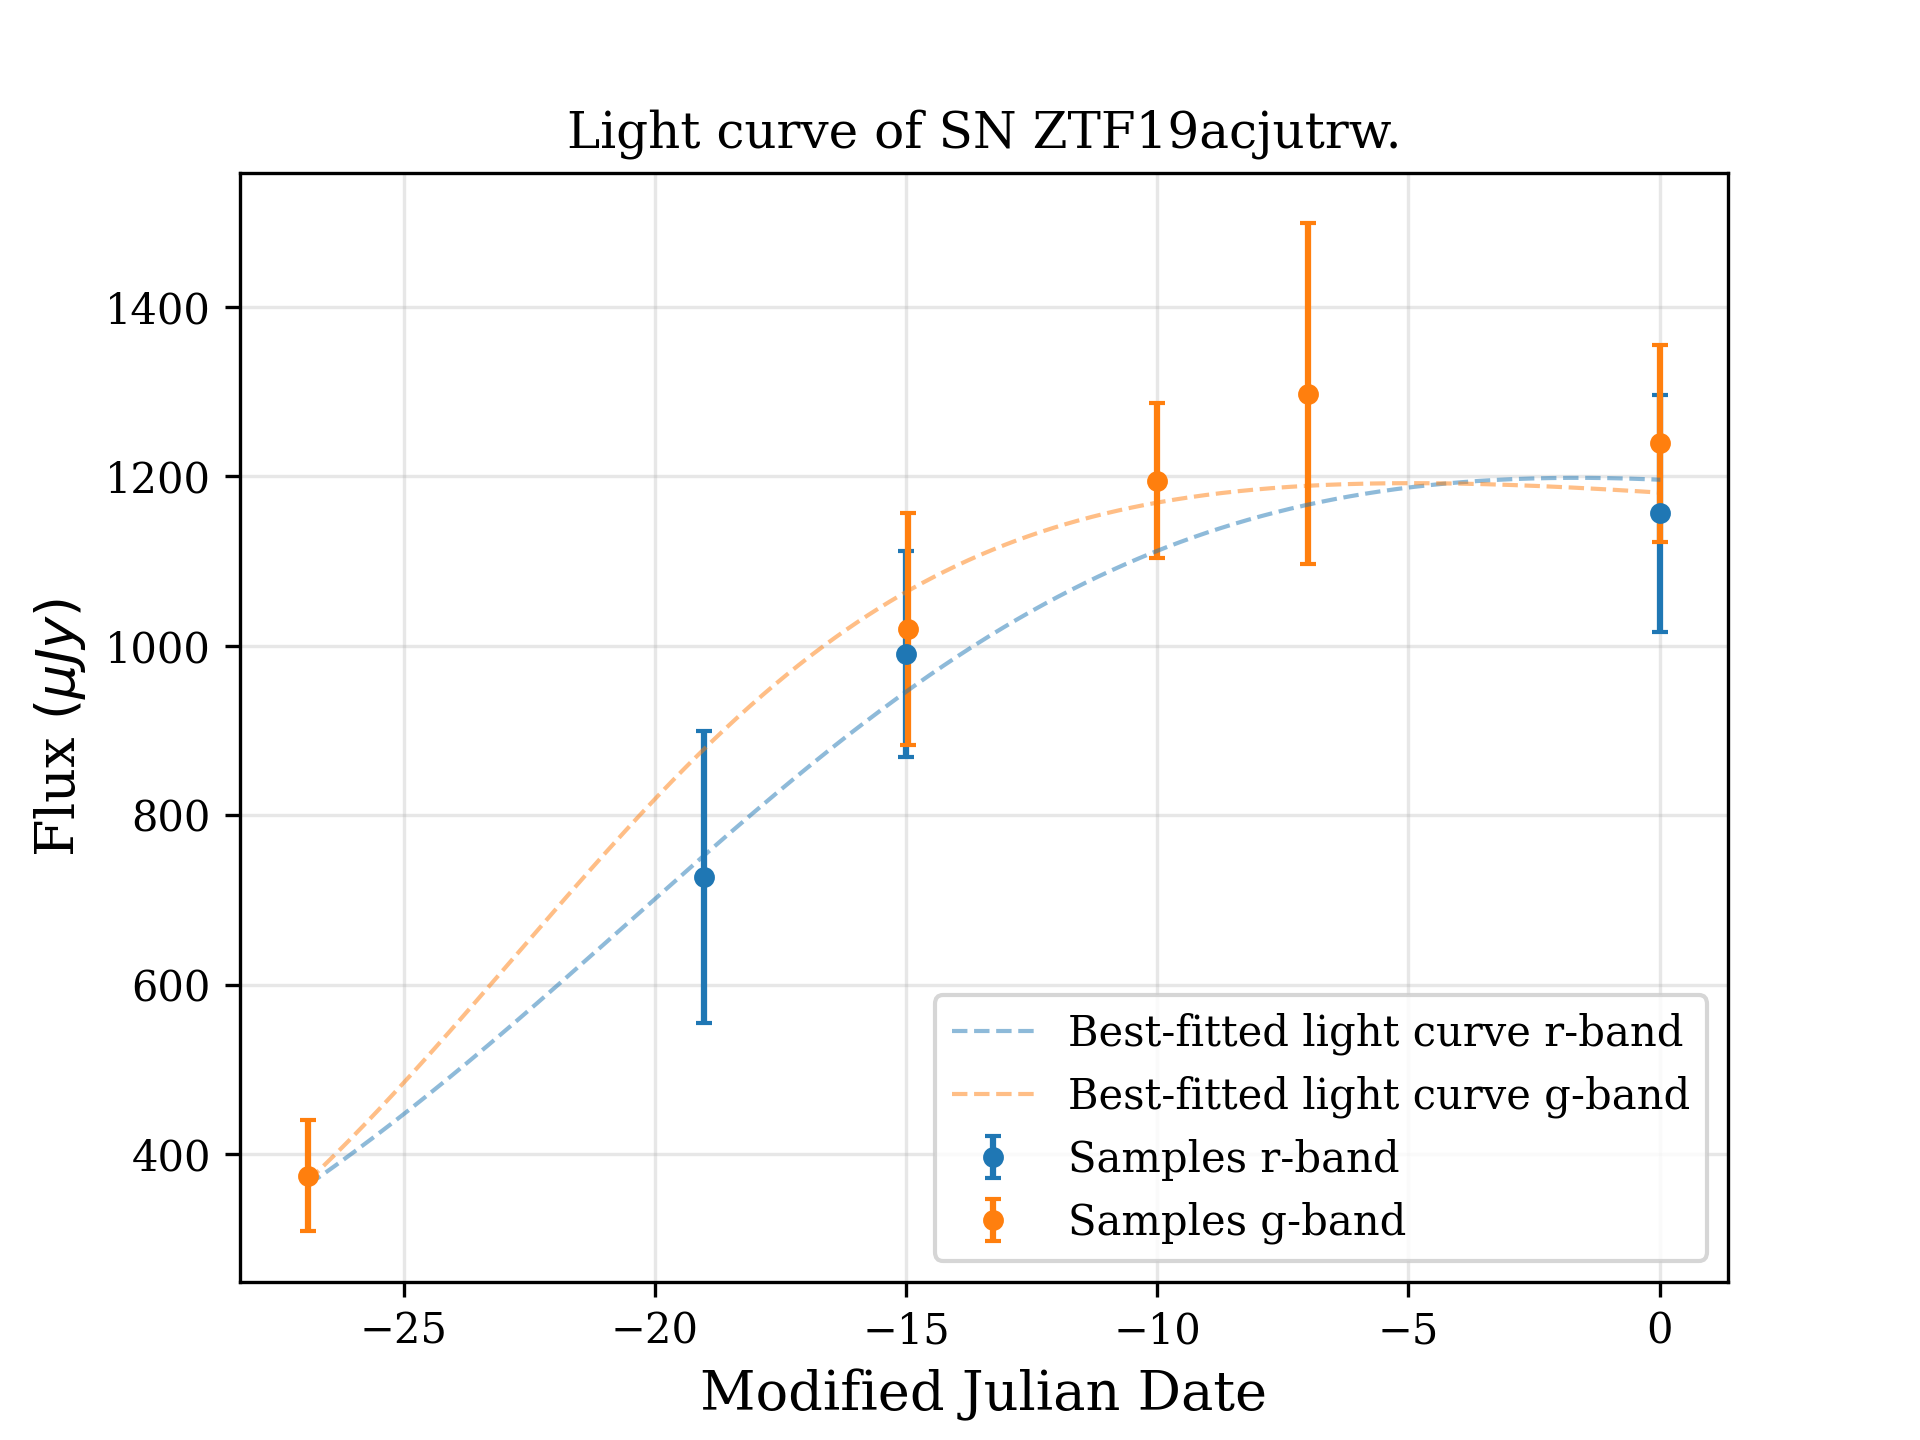 Light curve of SN ZTF19acjutrw.
Flux (μJy)
1400
1200
1000
800
600
400
Best-fitted light curve r-band
Best-fitted light curve g-band
Samples r-band
Samples g-band
−25 −20 −15 −10 −5 0
Modified Julian Date